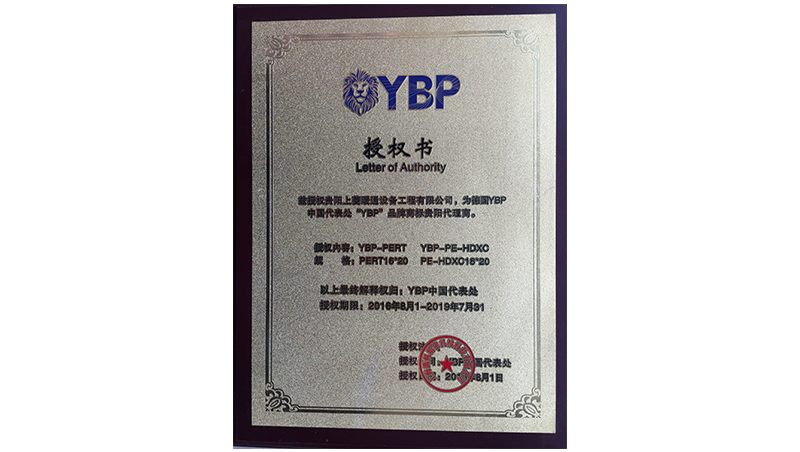 YBP
授权书
Letter of Authority
兹授权贵阳上菱暖通设备工程有限公司，为德国YBP
中国代表处“YBP”品牌商标贵阳代理商。
授权内容：YBP-PERT YBP-PE-HDXC
规 格：PERT16*20 PE-HDXC16*20
以上最终解释权归：YBP中国代表处
授权期限：2016年8月1-2019年7月31
授权
授权 YBP 国代表处
授权 8月1日